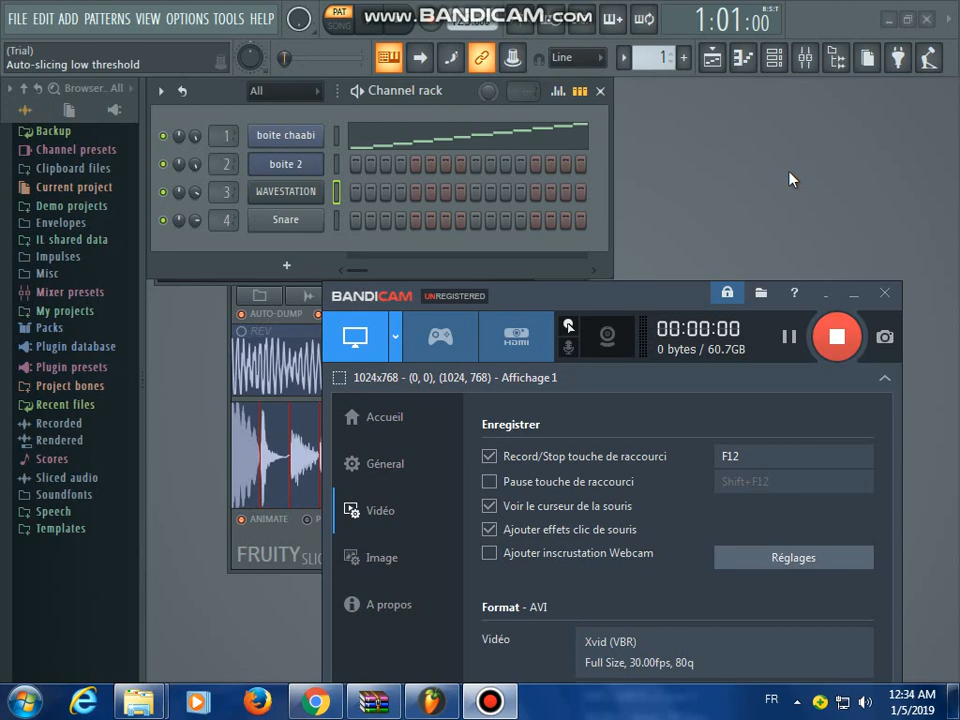 FILE EDIT ADD PATTERNS VIEW OPTIONS TOOLS HELP
PAT
SONG
WWW.BANDICAM.COM
1:01:00
B:S:T
(Trial)
Auto-slicing low threshold
Line
1
Browser.. All
All
Channel rack
Backup
Channel presets
Clipboard files
Current project
Demo projects
Envelopes
IL shared data
Impulses
Misc
Mixer presets
My projects
Packs
Plugin database
Plugin presets
Project bones
Recent files
Recorded
Rendered
Scores
Sliced audio
Soundfonts
Speech
Templates
1 boite chaabi
2 boite 2
3 WAVESTATION
4 Snare
+
AUTO-DUMP
REV
ANIMATE
FRUITY
BANDICAM UNREGISTERED
HDMI
00:00:00
0 bytes / 60.7GB
1024x768 - (0, 0), (1024, 768) - Affichage 1
Accueil
Géneral
Vidéo
Image
A propos
Enregistrer
Record/Stop touche de raccourci F12
Pause touche de raccourci Shift+F12
Voir le curseur de la souris
Ajouter effets clic de souris
Ajouter inscrustation Webcam
Réglages
Format - AVI
Vidéo
Xvid (VBR)
Full Size, 30.00fps, 80q
FR
12:34 AM
1/5/2019